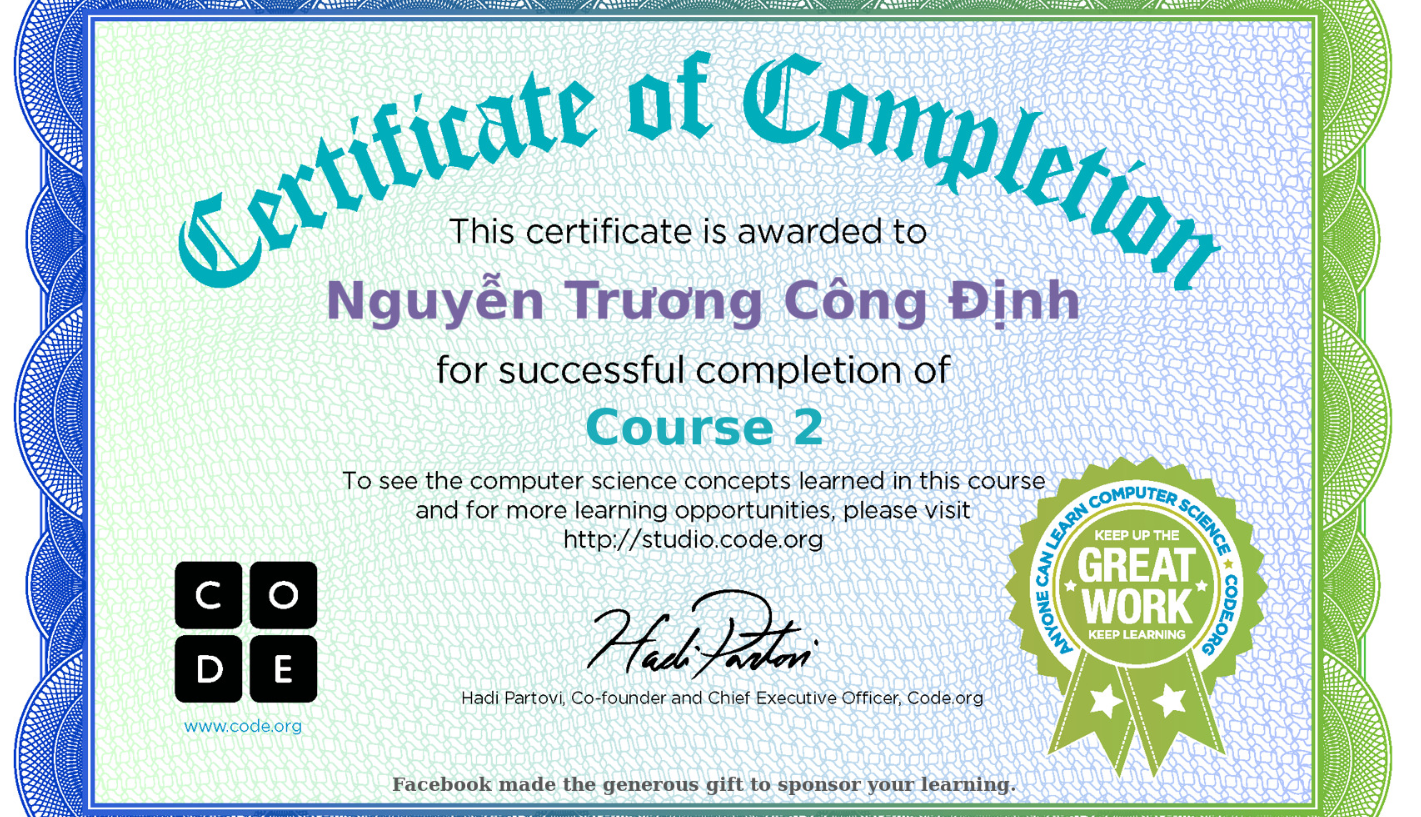 Certificate of Completion
This certificate is awarded to
Nguyễn Trương Công Định
for successful completion of
Course 2
To see the computer science concepts learned in this course
and for more learning opportunities, please visit
http://studio.code.org
C O
D E
www.code.org
Hadi Partovi
Hadi Partovi, Co-founder and Chief Executive Officer, Code.org
ANYONE CAN LEARN COMPUTER SCIENCE ★ CODE.ORG
KEEP UP THE
GREAT
WORK
KEEP LEARNING
Facebook made the generous gift to sponsor your learning.